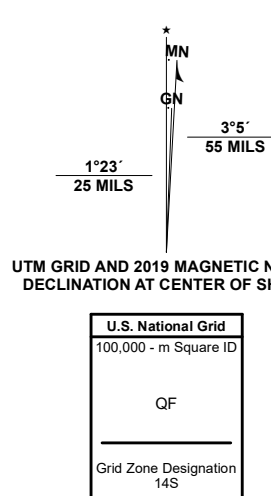 ★
MN
GN
3°5´
55 MILS
1°23´
25 MILS
UTM GRID AND 2019 MAGNETIC N
DECLINATION AT CENTER OF SH
U.S. National Grid
100,000 - m Square ID
QF
Grid Zone Designation
14S